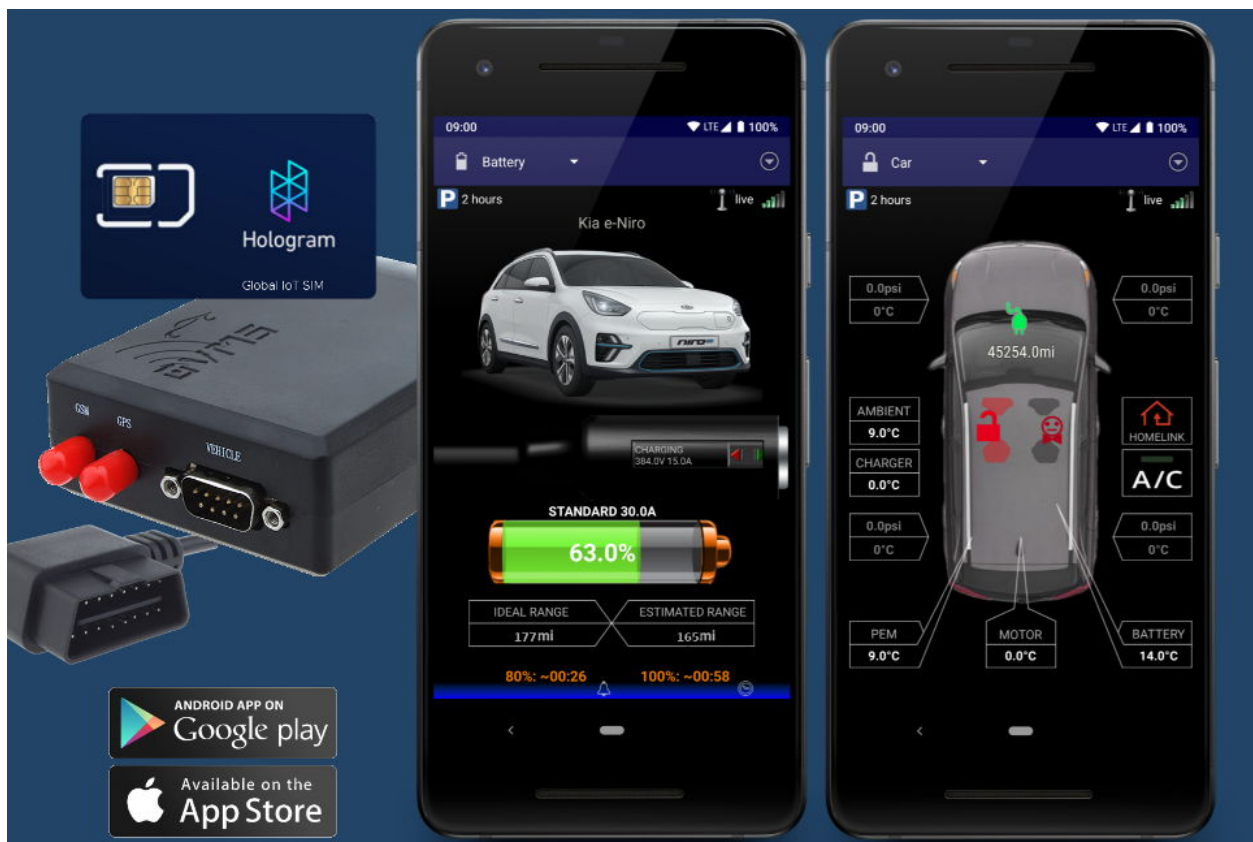 Hologram
Global IoT SIM
OVMS
GSM
GPS
VEHICLE
ANDROID APP ON
Google play
Available on the
App Store
09:00
LTE 100%
Battery
P 2 hours
live
Kia e-Niro
niro
CHARGING
384.0V 15.0A
STANDARD 30.0A
63.0%
IDEAL RANGE
177mi
ESTIMATED RANGE
165mi
80%: ~00:26
100%: ~00:58
09:00
LTE 100%
Car
P 2 hours
live
0.0psi
0°C
0.0psi
0°C
45254.0mi
AMBIENT
9.0°C
CHARGER
0.0°C
HOMELINK
A/C
0.0psi
0°C
0.0psi
0°C
PEM
9.0°C
MOTOR
0.0°C
BATTERY
14.0°C